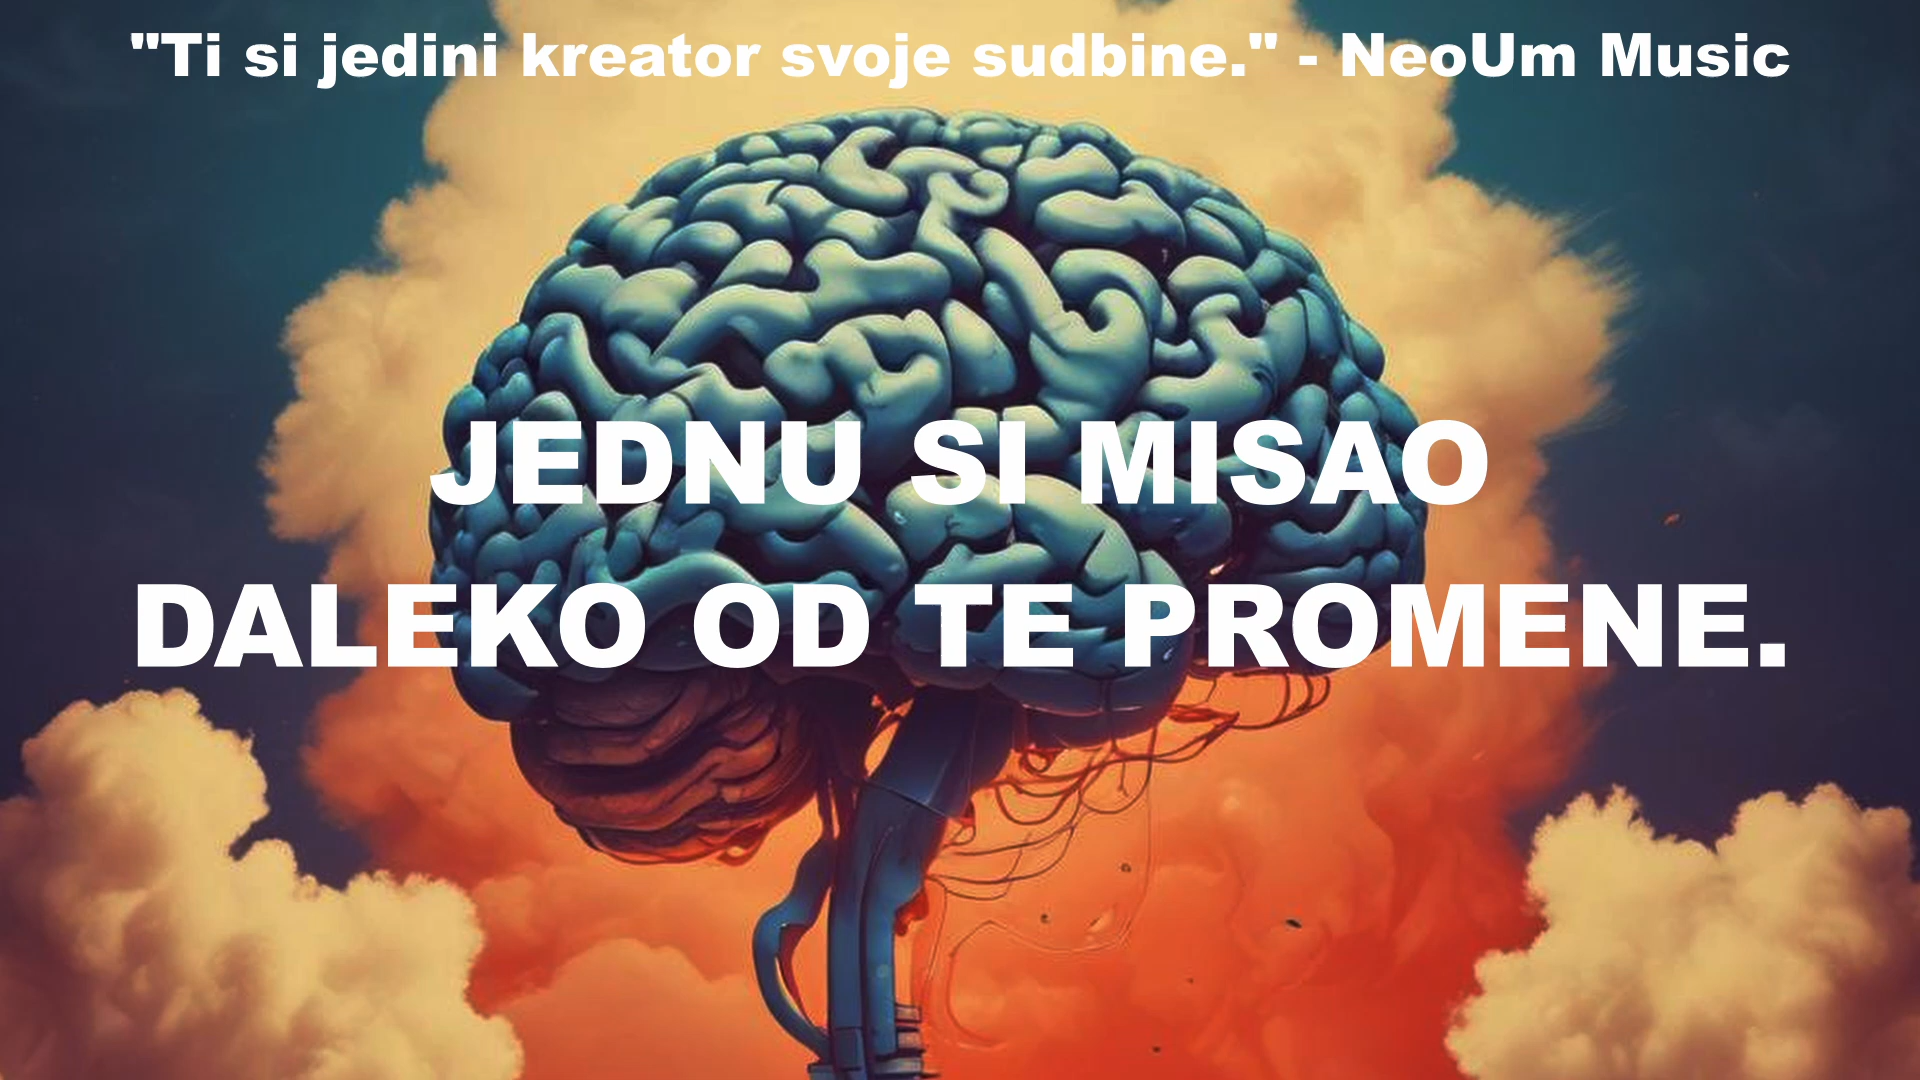 "Ti si jedini kreator svoje sudbine." - NeoUm Music
JEDNU SI MISAO
DALEKO OD TE PROMENE.